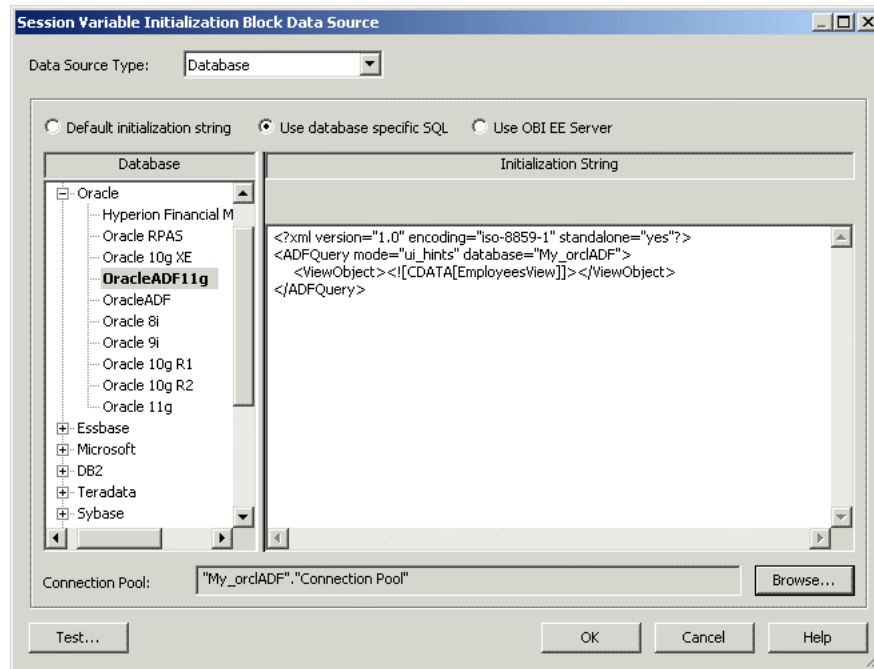 Session Variable Initialization Block Data Source
Data Source Type: Database
Default initialization string Use database specific SQL Use OBI EE Server
Database Initialization String
Oracle
Hyperion Financial M
Oracle RPAS
Oracle 10g XE
OracleADF11g
OracleADF
Oracle 8i
Oracle 9i
Oracle 10g R1
Oracle 10g R2
Oracle 11g
Essbase
Microsoft
DB2
Teradata
Sybase
<?xml version="1.0" encoding="iso-8859-1" standalone="yes"?>
<ADFQuery mode="ui_hints" database="My_orclADF">
<ViewObject><![CDATA[EmployeesView]]></ViewObject>
</ADFQuery>
Connection Pool: "My_orclADF"."Connection Pool" Browse...
Test... OK Cancel Help